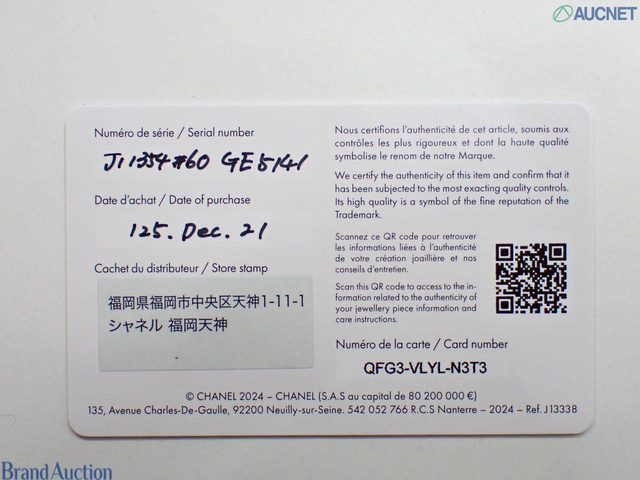 AUCNET
Numéro de série / Serial number
J11354 #60 GE5141
Date d'achat / Date of purchase
125. Dec. 21
Cachet du distributeur / Store stamp
福岡県福岡市中央区天神1-11-1
シャネル 福岡天神
Nous certifions l'authenticité de cet article, soumis aux
contrôles les plus rigoureux et dont la haute qualité
symbolise le renom de notre Marque.
We certify the authenticity of this item and confirm that it
has been subjected to the most exacting quality controls.
Its high quality is a symbol of the fine reputation of the
Trademark.
Scannez ce QR code pour retrouver
les informations liées à l'authenticité
de votre création joaillière et nos
conseils d'entretien.
Scan this QR code to access to the in-
formation related to the authenticity of
your jewellery piece information and
care instructions.
Numéro de la carte / Card number
QFG3-VLYL-N3T3
© CHANEL 2024 – CHANEL (S.A.S au capital de 80 200 000 €)
135, Avenue Charles-De-Gaulle, 92200 Neuilly-sur-Seine. 542 052 766 R.C.S Nanterre – 2024 – Ref. J13338
Brand Auction